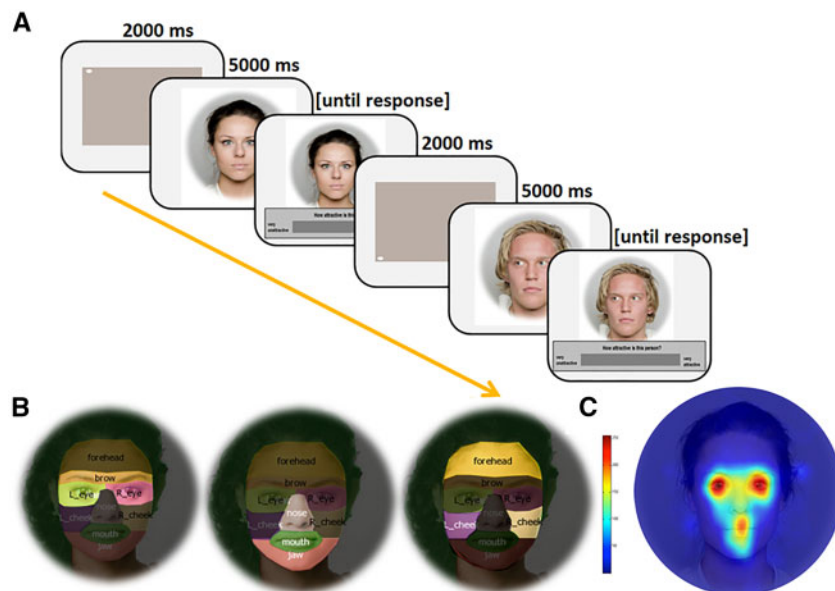 A
2000 ms
5000 ms
[until response]
2000 ms
5000 ms
[until response]
How attractive is this
very
unattractive
How attractive is this person?
very
unattractive
very
attractive
B
forehead
brow
L_eye
R_eye
nose
L_cheek
R_cheek
mouth
jaw
forehead
brow
L_eye
R_eye
nose
L_chee
R_cheek
mouth
jaw
forehead
brow
L_eye
R_eye
nose
L_chee
R_cheek
mouth
jaw
C